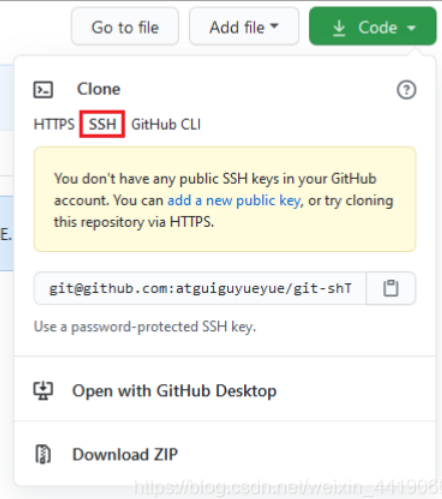 Go to file
Add file
Code
Clone
HTTPS SSH GitHub CLI
You don't have any public SSH keys in your GitHub
account. You can add a new public key, or try cloning
this repository via HTTPS.
E.
git@github.com:atguiguyueyue/git-shT
Use a password-protected SSH key.
Open with GitHub Desktop
Download ZIP
https://blog.csdn.net/weixin_4419060